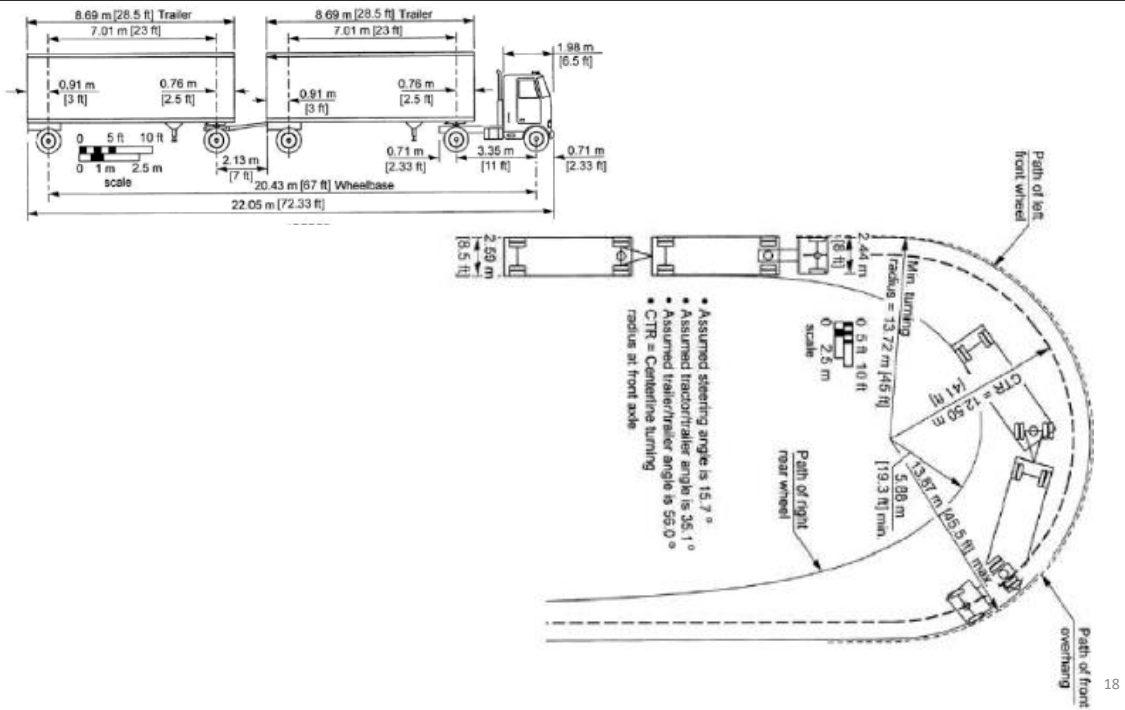 8.69 m [28.5 ft] Trailer
8.69 m [28.5 ft] Trailer
7.01 m [23 ft]
7.01 m [23 ft]
1.98 m
[6.5 ft]
0.91 m
[3 ft]
0.76 m
[2.5 ft]
0.91 m
[3 ft]
0.76 m
[2.5 ft]
0 5 ft 10 ft
0 1 m 2.5 m
scale
2.13 m
[7 ft]
0.71 m
[2.33 ft]
3.35 m
[11 ft]
0.71 m
[2.33 ft]
20.43 m [67 ft] Wheelbase
22.05 m [72.33 ft]
Path of left
front wheel
2.59 m
[8.5 ft]
2.44 m
[8 ft]
Min. turning
radius = 13.72 m [45 ft]
0 5 ft 10 ft
0 2.5 m
scale
CTR = 12.50 m
[41 ft]
• Assumed steering angle is 15.7°
• Assumed tractor/trailer angle is 35.1°
• Assumed trailer/trailer angle is 56.0°
• CTR = Centerline turning
radius at front axle
5.88 m
[19.3 ft] min.
13.87 m [45.5 ft] max
Path of right
rear wheel
Path of front
overhang
18